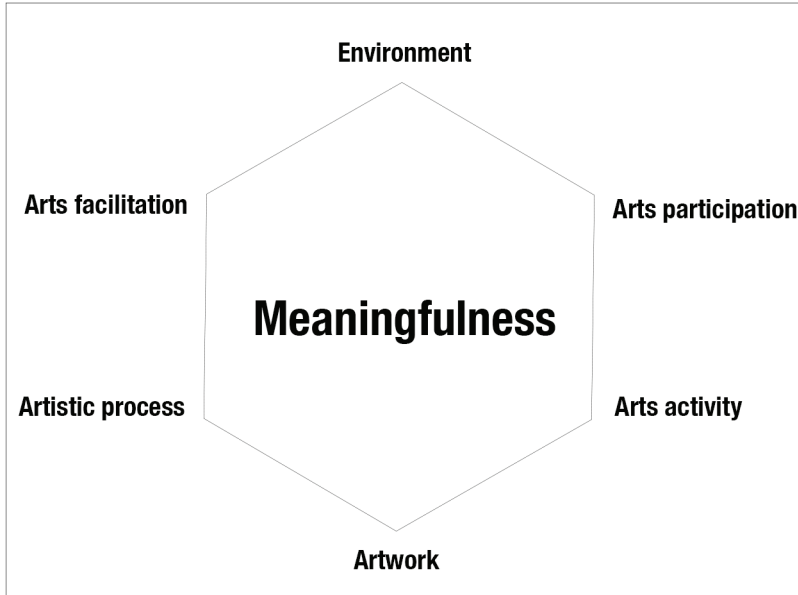 Environment
Arts facilitation
Arts participation
Meaningfulness
Artistic process
Arts activity
Artwork